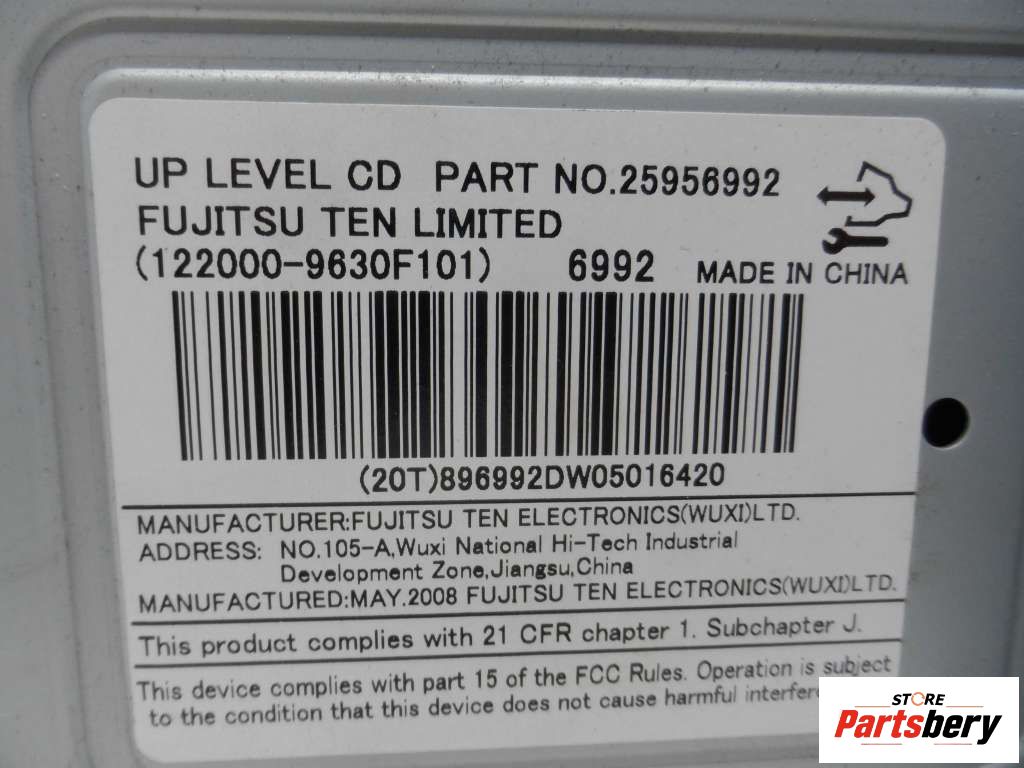 UP LEVEL CD PART NO.25956992
FUJITSU TEN LIMITED
(122000-9630F101) 6992 MADE IN CHINA
(20T)896992DW05016420
MANUFACTURER:FUJITSU TEN ELECTRONICS(WUXI)LTD.
ADDRESS: NO.105-A,Wuxi National Hi-Tech Industrial
Development Zone,Jiangsu,China
MANUFACTURED:MAY.2008 FUJITSU TEN ELECTRONICS(WUXI)LTD.
This product complies with 21 CFR chapter 1. Subchapter J.
This device complies with part 15 of the FCC Rules. Operation is subject
to the condition that this device does not cause harmful
STORE
Partsbery